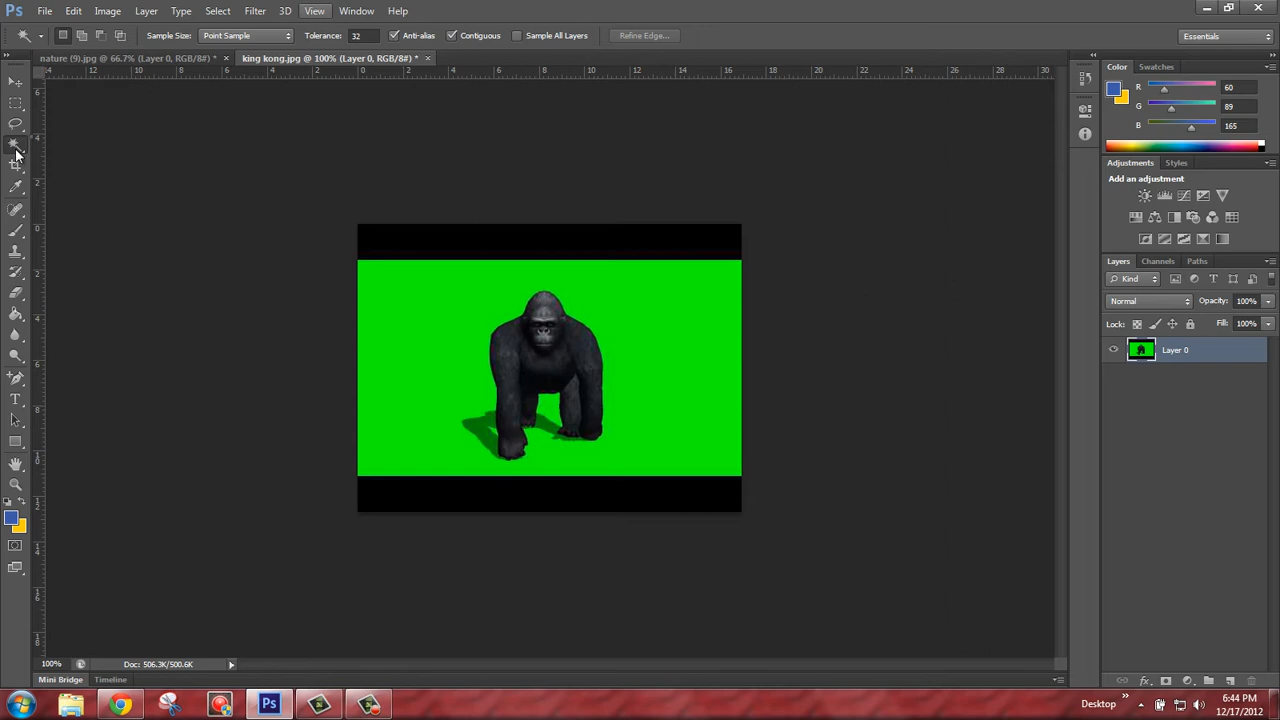 Ps File Edit Image Layer Type Select Filter 3D View Window Help
Sample Size: Point Sample Tolerance: 32 Anti-alias Contiguous Sample All Layers Refine Edge... Essentials
nature (9).jpg @ 66.7% (Layer 0, RGB/8#) * × king kong.jpg @ 100% (Layer 0, RGB/8#) * ×
Color Swatches
R 60
G 89
B 165
Adjustments Styles
Add an adjustment
Layers Channels Paths
Kind
Normal Opacity: 100%
Lock: Fill: 100%
Layer 0
100% Doc: 506.3K/500.6K
Mini Bridge Timeline
Ps Desktop 6:44 PM
12/17/2012